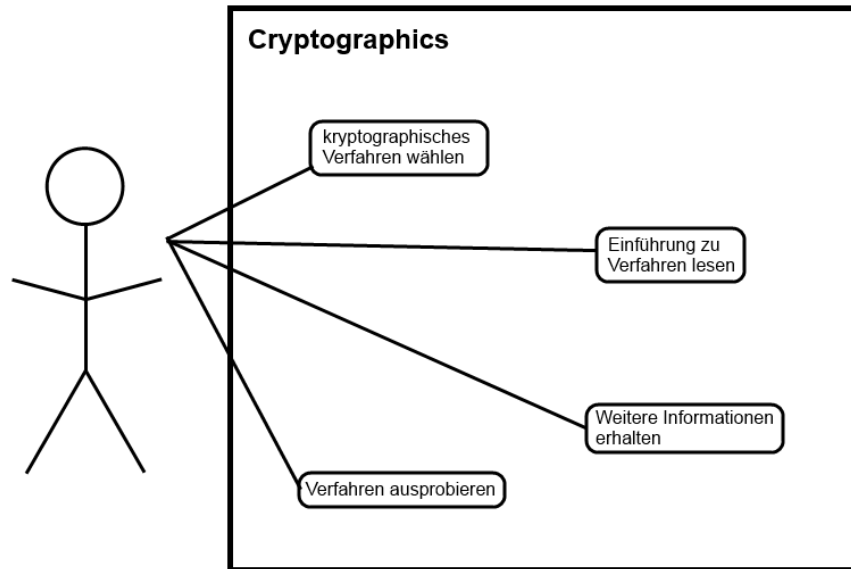 Cryptographics
kryptographisches
Verfahren wählen
Einführung zu
Verfahren lesen
Weitere Informationen
erhalten
Verfahren ausprobieren